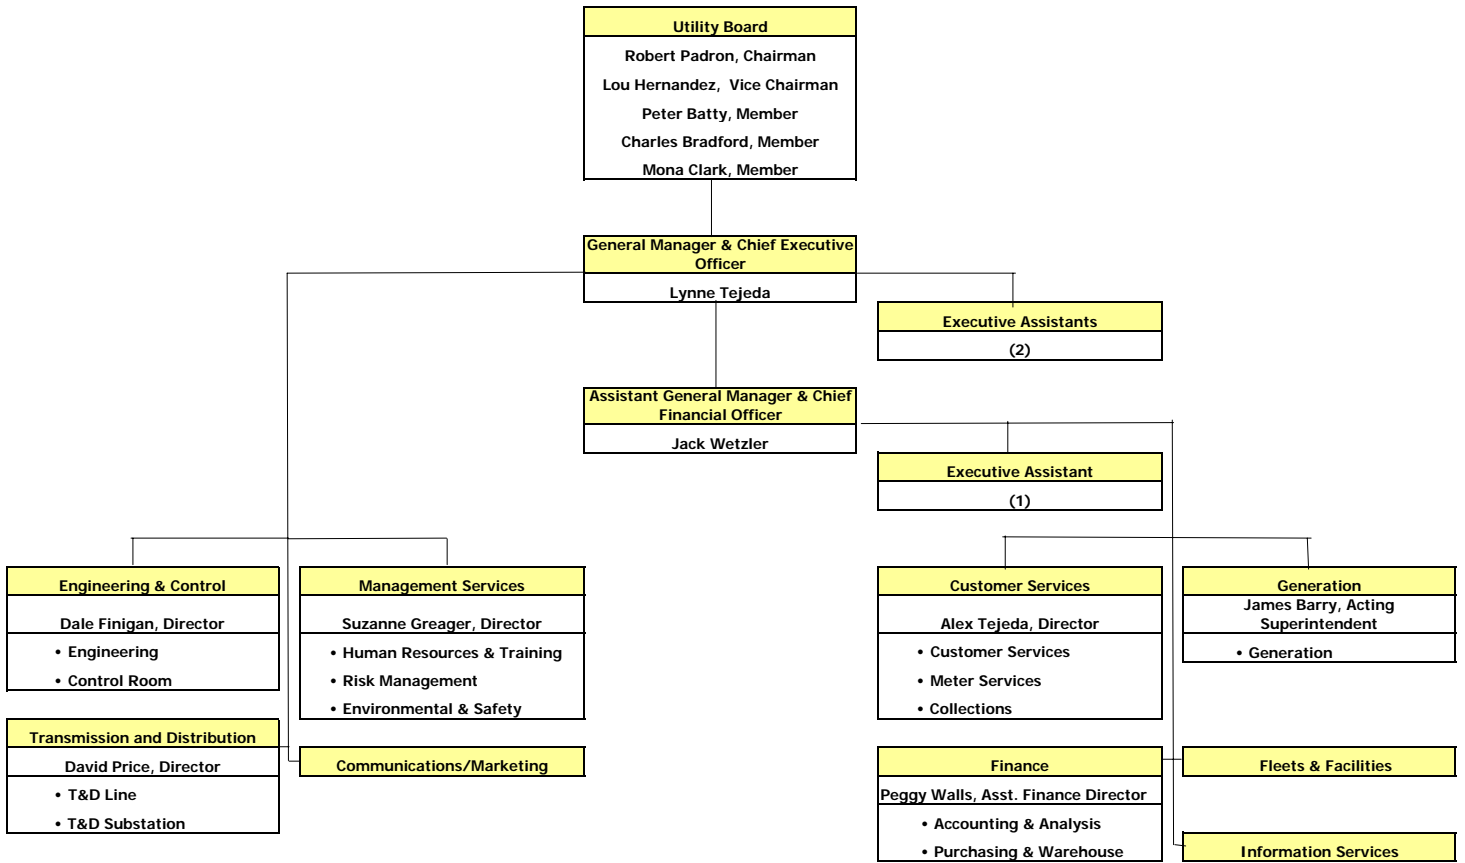 Utility Board
Robert Padron, Chairman
Lou Hernandez, Vice Chairman
Peter Batty, Member
Charles Bradford, Member
Mona Clark, Member
General Manager & Chief Executive
Officer
Lynne Tejeda
Executive Assistants
(2)
Assistant General Manager & Chief
Financial Officer
Jack Wetzler
Executive Assistant
(1)
Engineering & Control
Dale Finigan, Director
• Engineering
• Control Room
Management Services
Suzanne Greager, Director
• Human Resources & Training
• Risk Management
• Environmental & Safety
Customer Services
Alex Tejeda, Director
• Customer Services
• Meter Services
• Collections
Generation
James Barry, Acting
Superintendent
• Generation
Transmission and Distribution
David Price, Director
• T&D Line
• T&D Substation
Communications/Marketing
Finance
Peggy Walls, Asst. Finance Director
• Accounting & Analysis
• Purchasing & Warehouse
Fleets & Facilities
Information Services